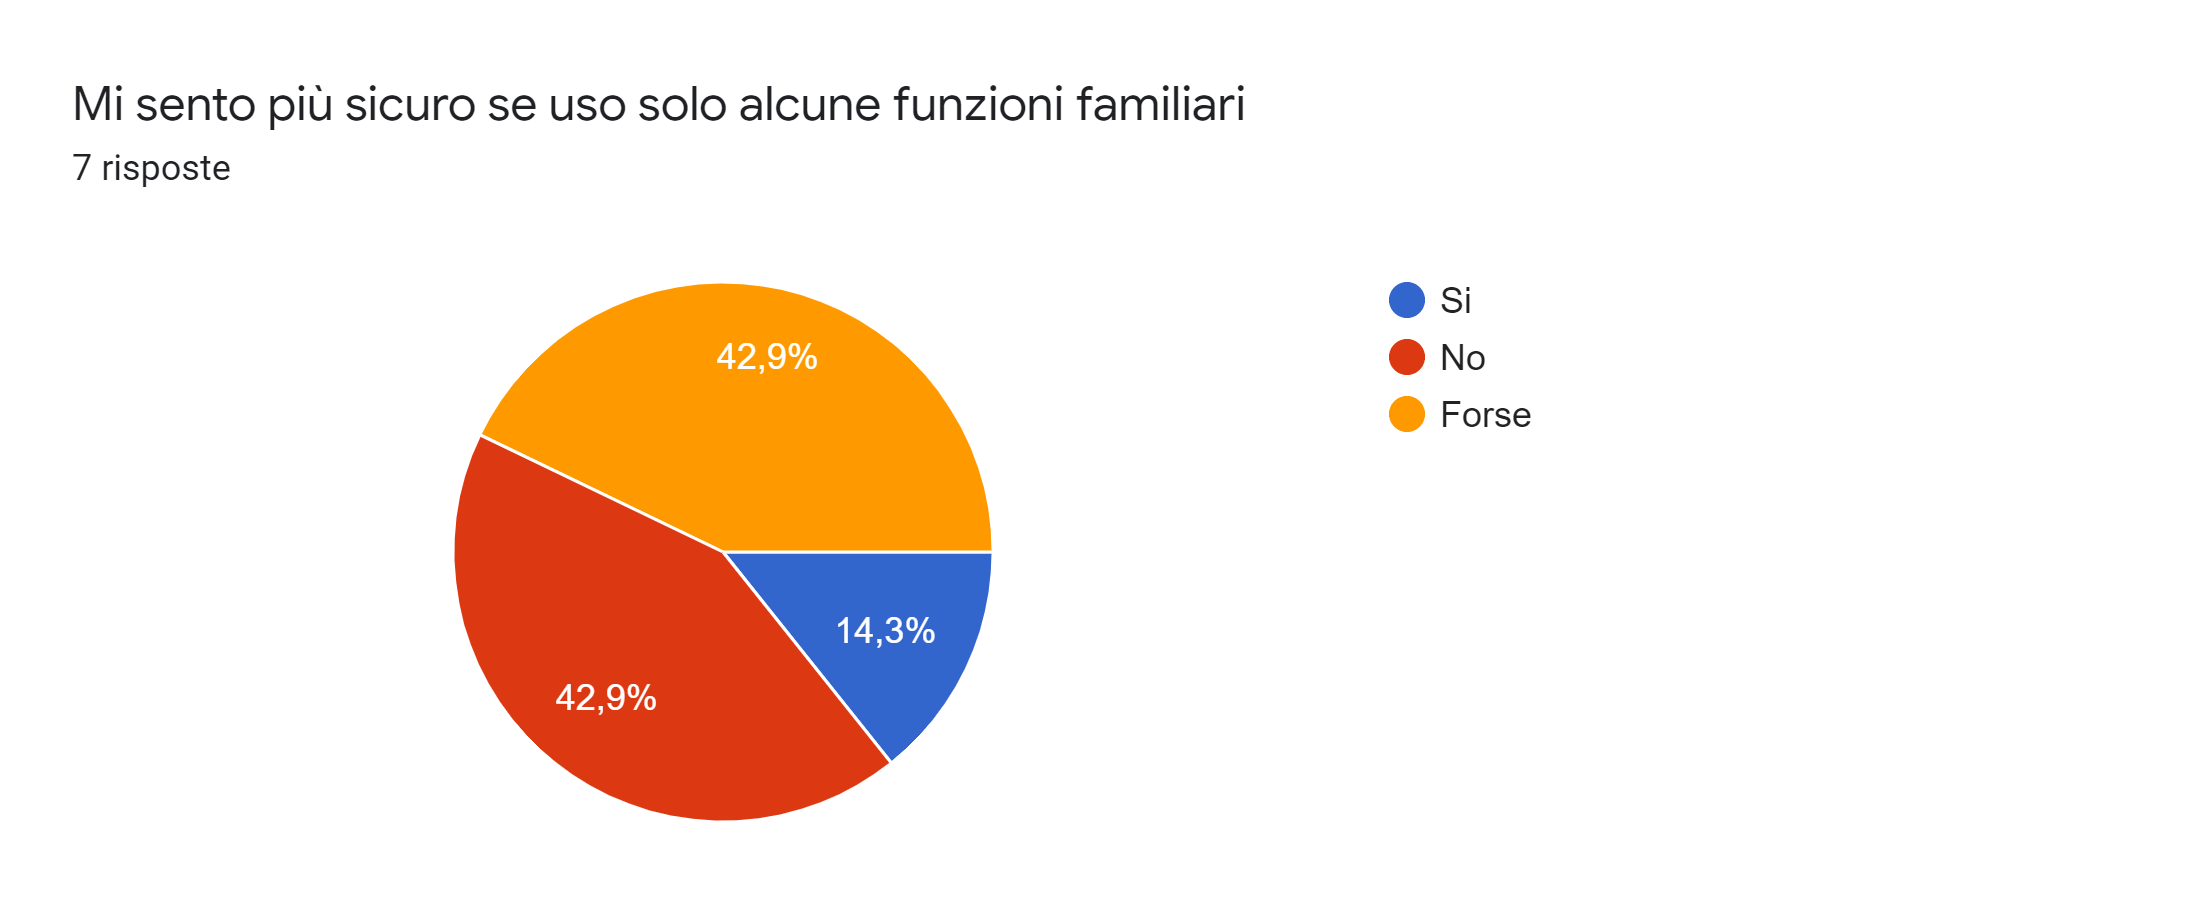 Mi sento più sicuro se uso solo alcune funzioni familiari
7 risposte
42,9%
14,3%
42,9%
Si
No
Forse